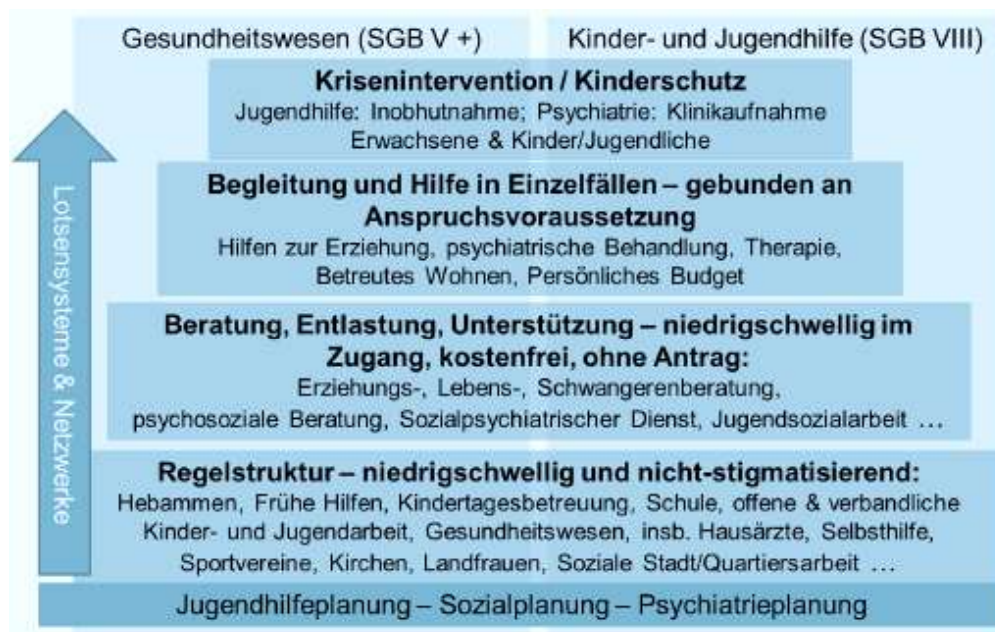 Gesundheitswesen (SGB V +)
Kinder- und Jugendhilfe (SGB VIII)
Krisenintervention / Kinderschutz
Jugendhilfe: Inobhutnahme; Psychiatrie: Klinikaufnahme
Erwachsene & Kinder/Jugendliche
Begleitung und Hilfe in Einzelfällen – gebunden an
Anspruchsvoraussetzung
Hilfen zur Erziehung, psychiatrische Behandlung, Therapie,
Betreutes Wohnen, Persönliches Budget
Beratung, Entlastung, Unterstützung – niedrigschwellig im
Zugang, kostenfrei, ohne Antrag:
Erziehungs-, Lebens-, Schwangerenberatung,
psychosoziale Beratung, Sozialpsychiatrischer Dienst, Jugendsozialarbeit …
Regelstruktur – niedrigschwellig und nicht-stigmatisierend:
Hebammen, Frühe Hilfen, Kindertagesbetreuung, Schule, offene & verbandliche
Kinder- und Jugendarbeit, Gesundheitswesen, insb. Hausärzte, Selbsthilfe,
Sportvereine, Kirchen, Landfrauen, Soziale Stadt/Quartiersarbeit …
Lotsensysteme & Netzwerke
Jugendhilfeplanung – Sozialplanung – Psychiatrieplanung